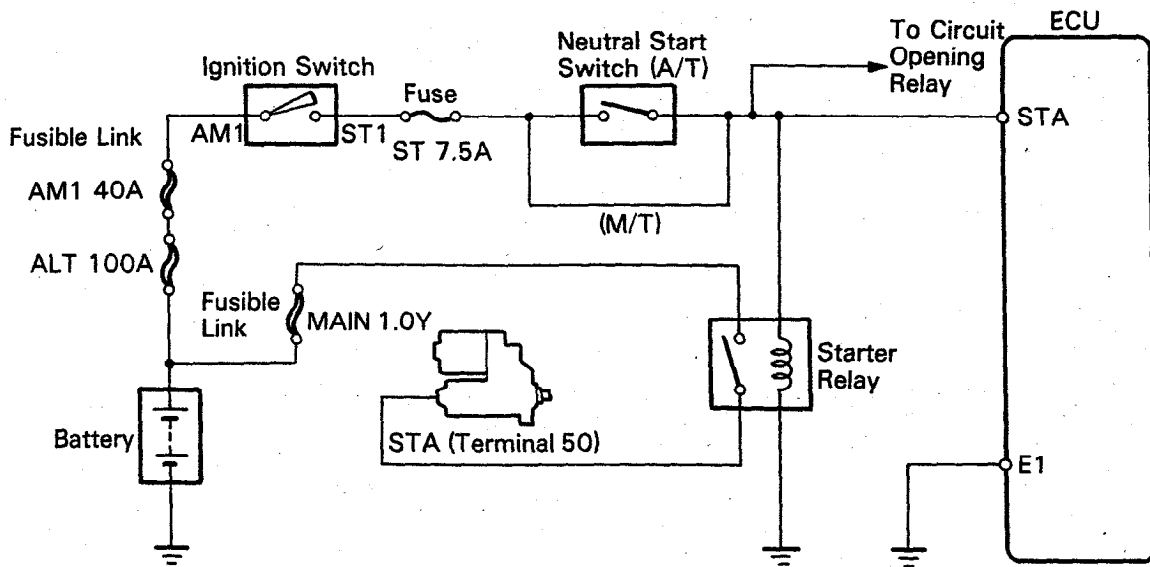 ECU
To Circuit
Opening
Relay
Neutral Start
Switch (A/T)
Ignition Switch
Fuse
AM1
ST1
ST 7.5A
STA
Fusible Link
AM1 40A
(M/T)
ALT 100A
Fusible
Link
MAIN 1.0Y
Starter
Relay
Battery
STA (Terminal 50)
E1